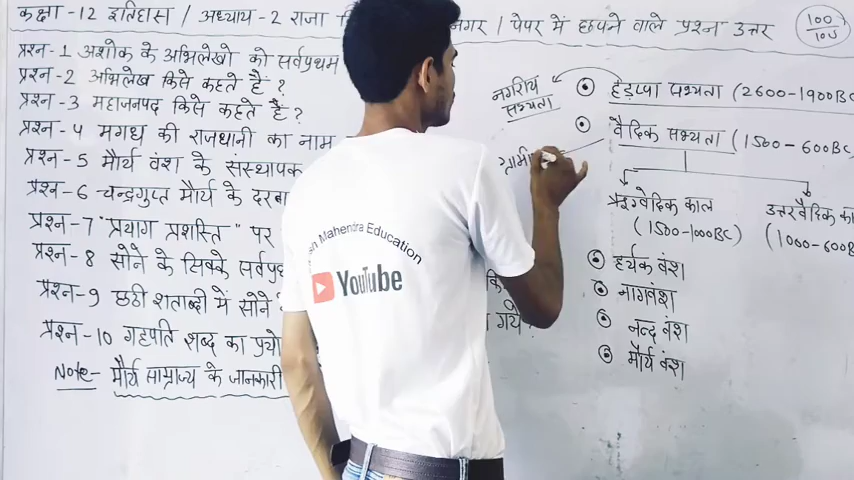 कक्षा-12 इतिहास / अध्याय-2 राजा नगर / पेपर में छपने वाले प्रश्न उत्तर
100/100
प्रश्न-1 अशोक के अभिलेखो को सर्वप्रथम
प्रश्न-2 अभिलेख किसे कहते हैं ?
प्रश्न-3 महाजनपद किसे कहते हैं ?
प्रश्न-4 मगध की राजधानी का नाम
प्रश्न-5 मौर्य वंश के संस्थापक
प्रश्न-6 चन्द्रगुप्त मौर्य के दरबा
प्रश्न-7 "प्रयाग प्रशस्ति" पर
प्रश्न-8 सोने के सिक्के सर्वप्र
प्रश्न-9 छठी शताब्दी में सोने
प्रश्न-10 गृहपति शब्द का प्रयो
गये?
Note- मौर्य साम्राज्य के जानकारी
Mahendra Education
YouTube
नगरीय सभ्यता
हड़प्पा सभ्यता (2600-1900BC
ग्रामी
वैदिक सभ्यता (1500-600BC
ऋग्वैदिक काल
(1500-1000BC)
उत्तरवैदिक का
(1000-600B
हर्यक वंश
नागवंश
नन्द वंश
मौर्य वंश